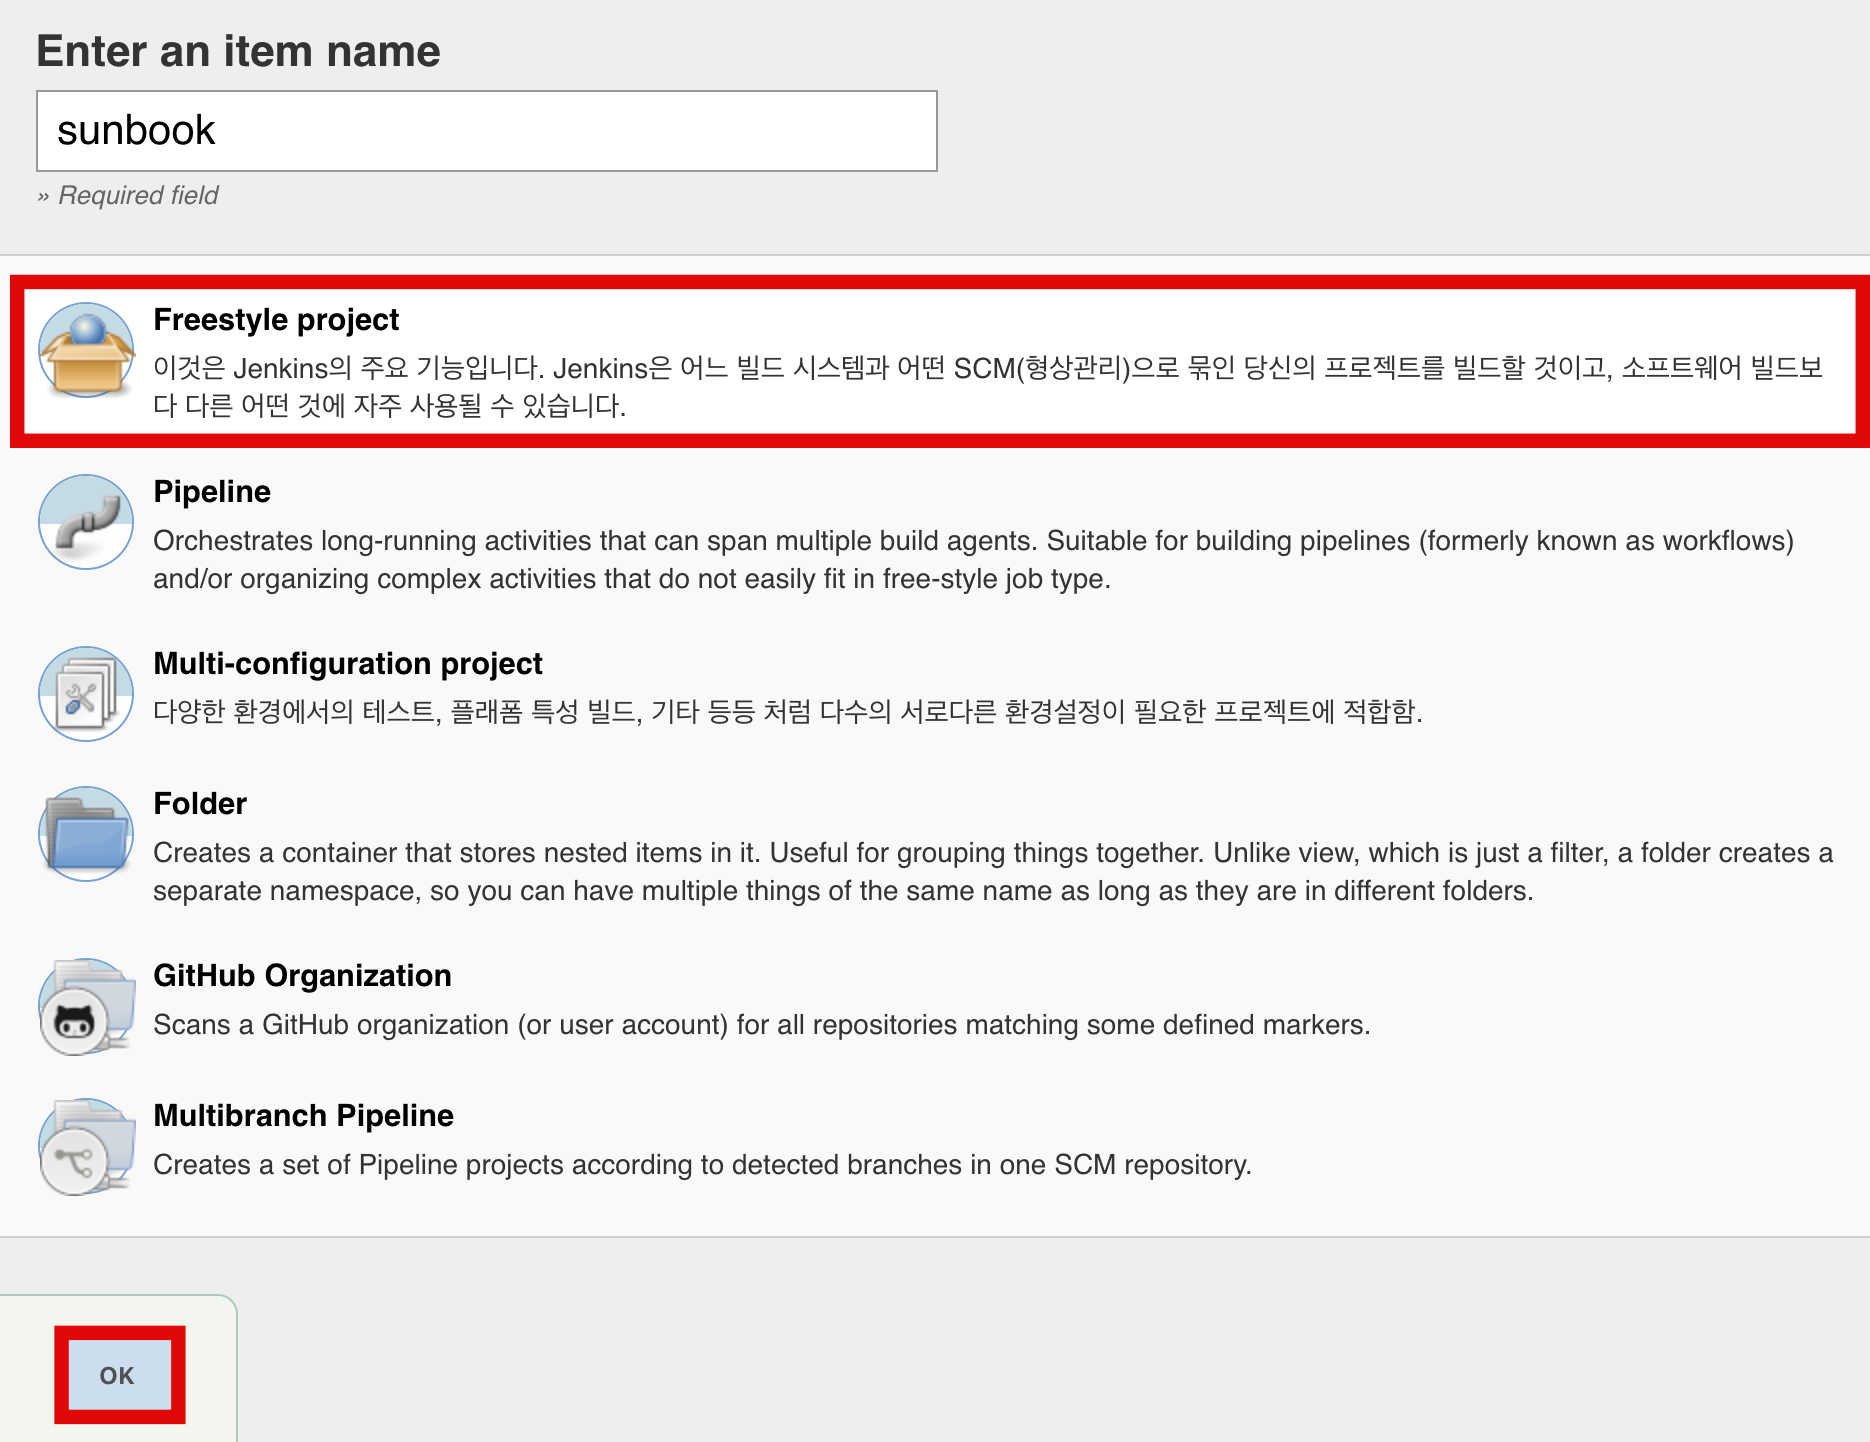 Enter an item name
sunbook
» Required field
Freestyle project
이것은 Jenkins의 주요 기능입니다. Jenkins은 어느 빌드 시스템과 어떤 SCM(형상관리)으로 묶인 당신의 프로젝트를 빌드할 것이고, 소프트웨어 빌드보
다 다른 어떤 것에 자주 사용될 수 있습니다.
Pipeline
Orchestrates long-running activities that can span multiple build agents. Suitable for building pipelines (formerly known as workflows)
and/or organizing complex activities that do not easily fit in free-style job type.
Multi-configuration project
다양한 환경에서의 테스트, 플래폼 특성 빌드, 기타 등등 처럼 다수의 서로다른 환경설정이 필요한 프로젝트에 적합함.
Folder
Creates a container that stores nested items in it. Useful for grouping things together. Unlike view, which is just a filter, a folder creates a
separate namespace, so you can have multiple things of the same name as long as they are in different folders.
GitHub Organization
Scans a GitHub organization (or user account) for all repositories matching some defined markers.
Multibranch Pipeline
Creates a set of Pipeline projects according to detected branches in one SCM repository.
OK